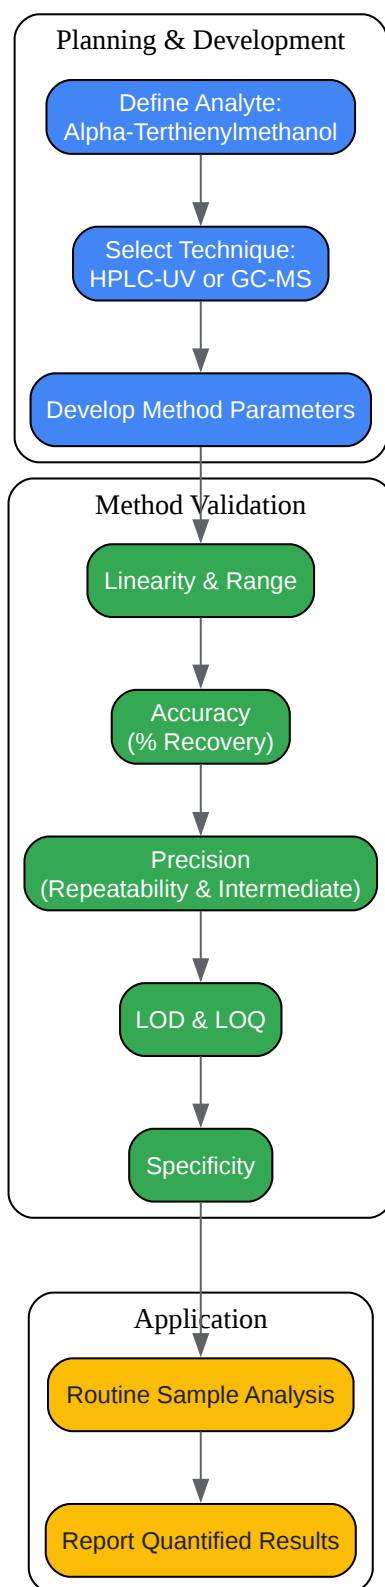 Planning & Development
Define Analyte:
Alpha-Terthienylmethanol
Select Technique:
HPLC-UV or GC-MS
Develop Method Parameters
Method Validation
Linearity & Range
Accuracy
(% Recovery)
Precision
(Repeatability & Intermediate)
LOD & LOQ
Specificity
Application
Routine Sample Analysis
Report Quantified Results